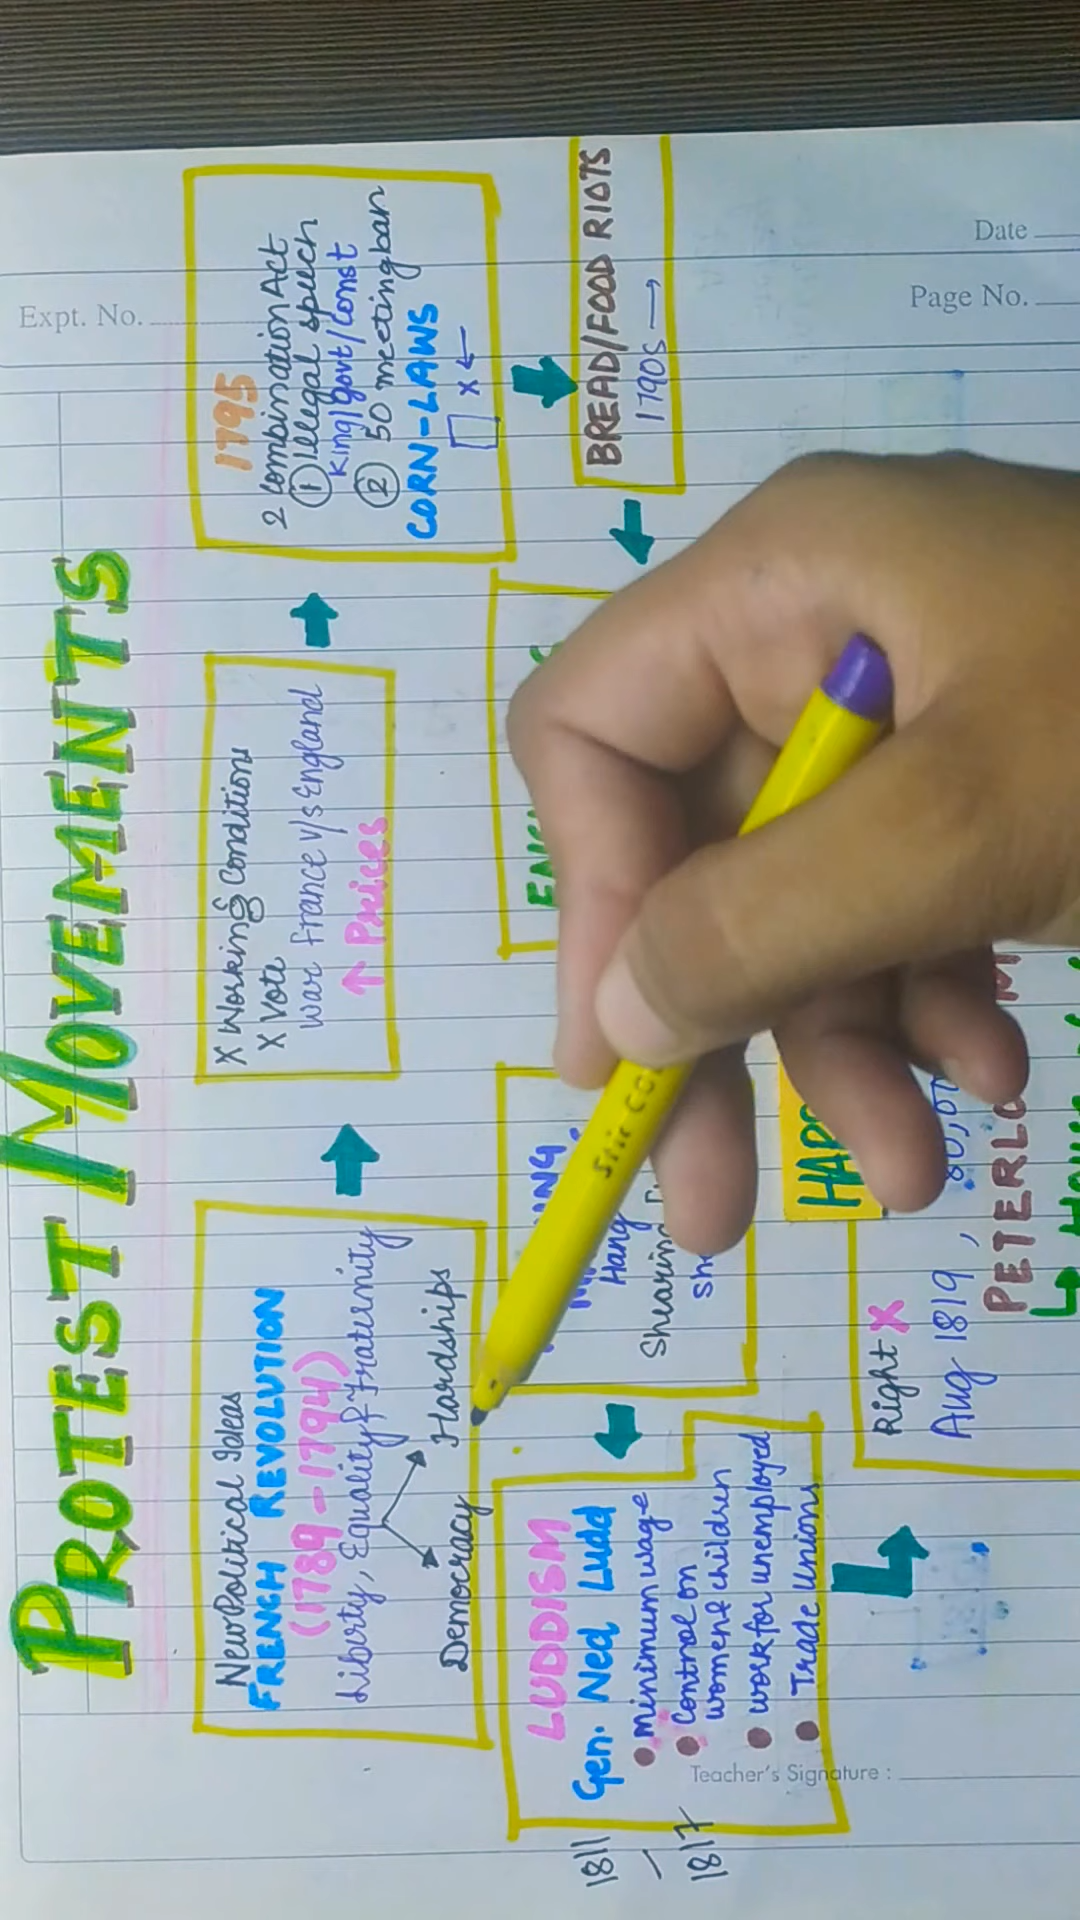 Expt. No.
Date
Page No.
PROTEST MOVEMENTS
New Political Ideas
FRENCH REVOLUTION
(1789-1794)
Liberty, Equality & Fraternity
Democracy
Hardships
X Working Conditions
X Vote
War France V/s England
↑ Prices
1795
2 Combination Act
① Illegal speech
King/Govt/Const
② 50 meeting ban
CORN-LAWS
X ←
BREAD/FOOD RIOTS
1790s →
Hang
Shearing
LUDDISM
Gen. Ned Ludd
1811 – 1817
• Minimum wage
• Control on
women & children
• Work for unemployed
• Trade Unions
Right X
Aug 1819,
Teacher's Signature :